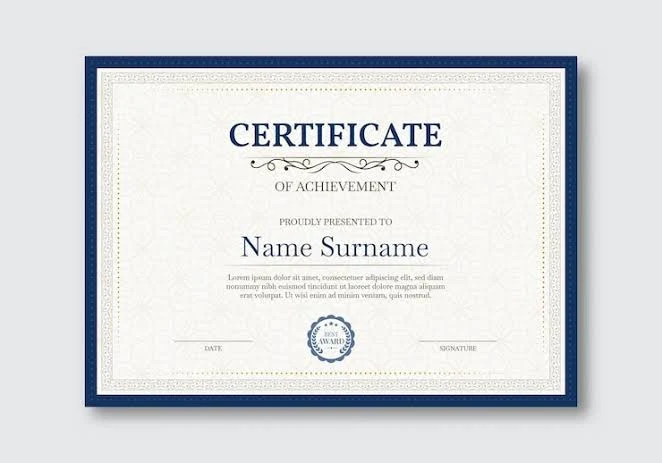 CERTIFICATE
OF ACHIEVEMENT
PROUDLY PRESENTED TO
Name Surname
Lorem ipsum dolor sit amet, consectetuer adipiscing elit, sed diam
nonummy nibh euismod tincidunt ut laoreet dolore magna aliquam
erat volutpat. Ut wisi enim ad minim veniam, quis nostrud.
BEST
AWARD
DATE
SIGNATURE